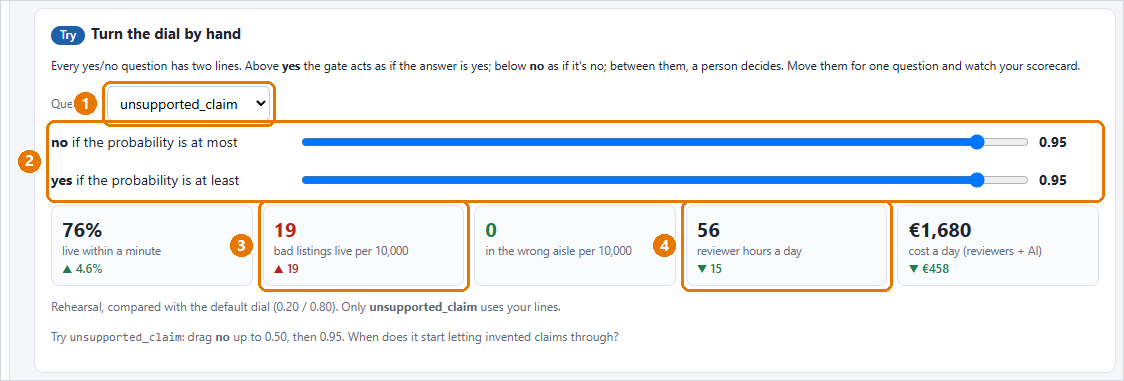 Try Turn the dial by hand
Every yes/no question has two lines. Above yes the gate acts as if the answer is yes; below no as if it's no; between them, a person decides. Move them for one question and watch your scorecard.
1 unsupported_claim
2
no if the probability is at most 0.95
yes if the probability is at least 0.95
76%
live within a minute
▲ 4.6%
3
19
bad listings live per 10,000
▲ 19
0
in the wrong aisle per 10,000
4
56
reviewer hours a day
▼ 15
€1,680
cost a day (reviewers + AI)
▼ €458
Rehearsal, compared with the default dial (0.20 / 0.80). Only unsupported_claim uses your lines.
Try unsupported_claim: drag no up to 0.50, then 0.95. When does it start letting invented claims through?